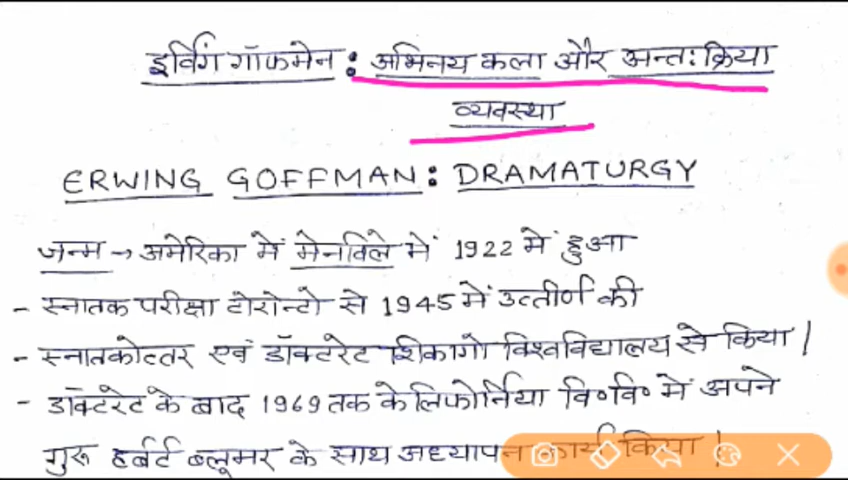 इर्विंग गॉफमेन : अभिनय कला और अन्त:क्रिया
व्यवस्था
ERWING GOFFMAN : DRAMATURGY
जन्म → अमेरिका में मेनविले में 1922 में हुआ
- स्नातक परीक्षा टोरोन्टो से 1945 में उत्तीर्ण की
- स्नातकोत्तर एवं डॉक्टरेट शिकागो विश्वविद्यालय से किया |
- डॉक्टरेट के बाद 1969 तक केलिफोर्निया वि॰वि॰ में अपने
गुरू हर्बर्ट ब्लूमर के साथ अध्यापन कार्य किया |